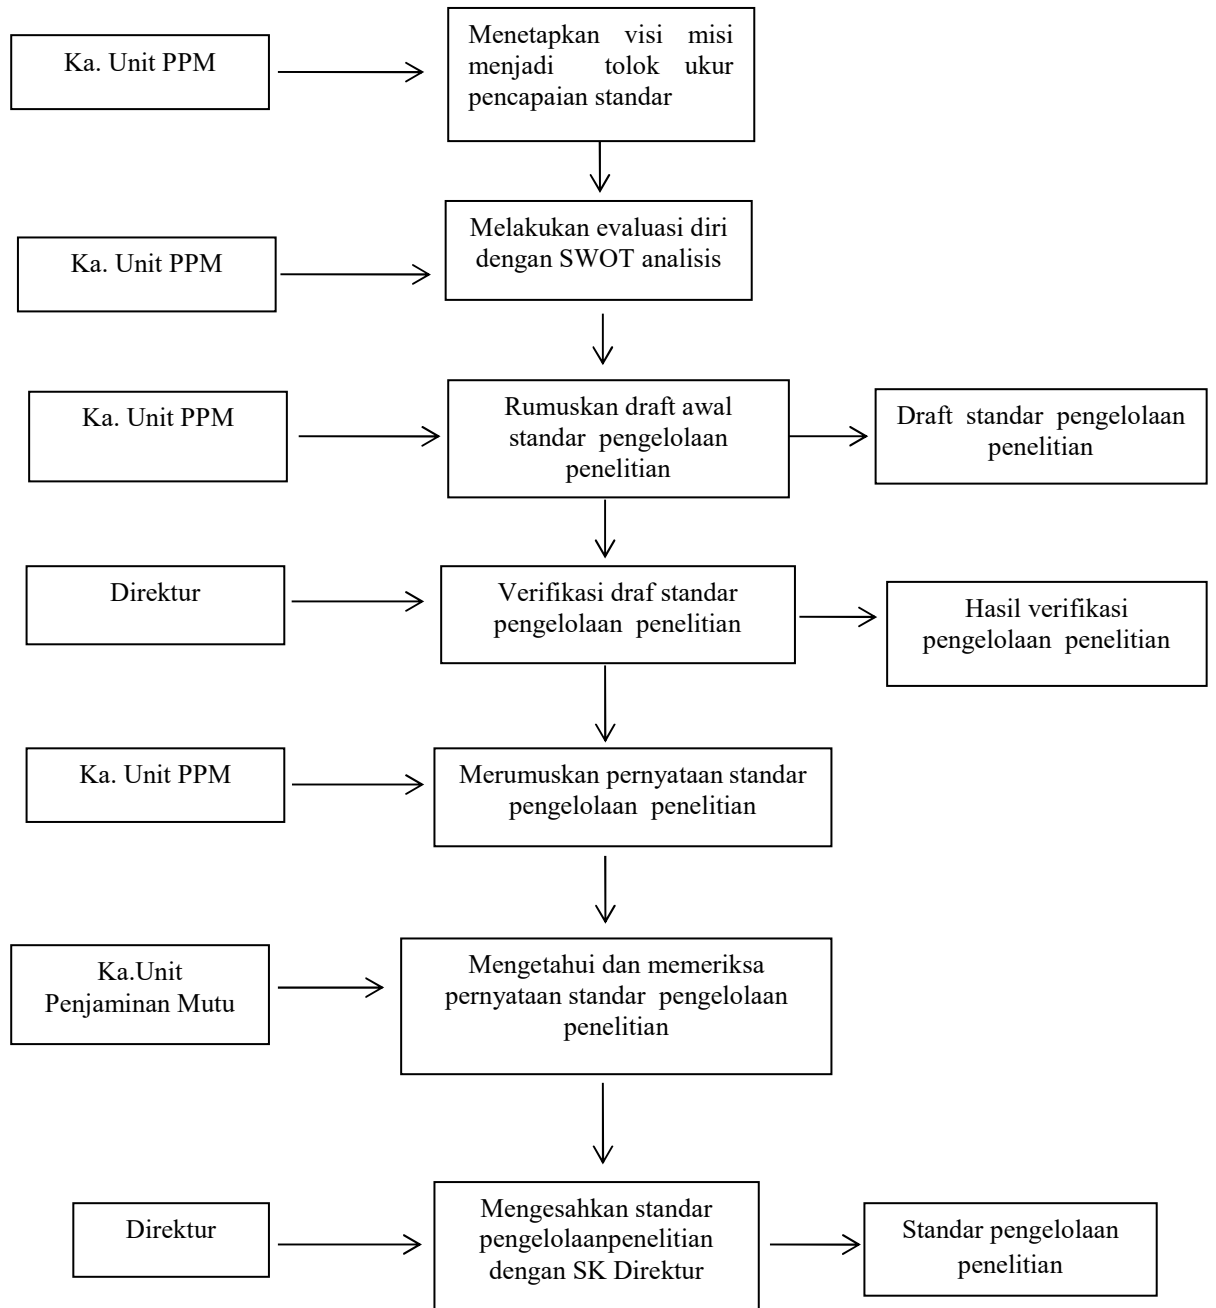 Ka. Unit PPM
Menetapkan visi misi
menjadi tolok ukur
pencapaian standar
Ka. Unit PPM
Melakukan evaluasi diri
dengan SWOT analisis
Ka. Unit PPM
Rumuskan draft awal
standar pengelolaan
penelitian
Draft standar pengelolaan
penelitian
Direktur
Verifikasi draf standar
pengelolaan penelitian
Hasil verifikasi
pengelolaan penelitian
Ka. Unit PPM
Merumuskan pernyataan standar
pengelolaan penelitian
Ka.Unit
Penjaminan Mutu
Mengetahui dan memeriksa
pernyataan standar pengelolaan
penelitian
Direktur
Mengesahkan standar
pengelolaanpenelitian
dengan SK Direktur
Standar pengelolaan
penelitian